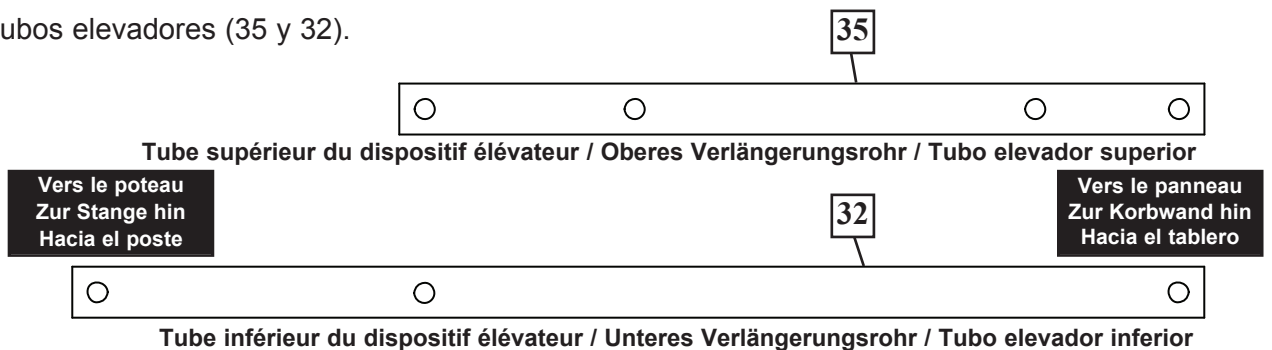 ubos elevadores (35 y 32).
35
Tube supérieur du dispositif élévateur / Oberes Verlängerungsrohr / Tubo elevador superior
Vers le poteau
Zur Stange hin
Hacia el poste
Vers le panneau
Zur Korbwand hin
Hacia el tablero
32
Tube inférieur du dispositif élévateur / Unteres Verlängerungsrohr / Tubo elevador inferior